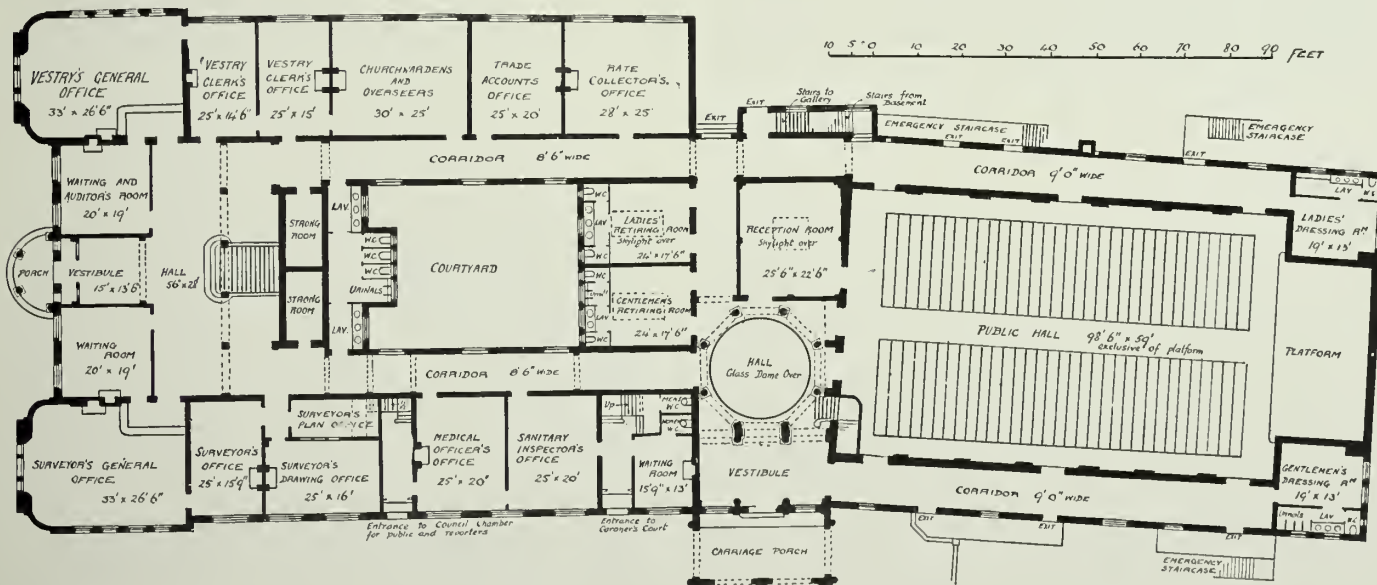 10 5 0 10 20 30 40 50 60 70 80 90 FEET
VESTRY'S GENERAL
OFFICE
33' x 26'6"
VESTRY
CLERK'S
OFFICE
25' x 14'6"
VESTRY
CLERK'S
OFFICE
25' x 15'
CHURCHWARDENS
AND
OVERSEERS
30' x 25'
TRADE
ACCOUNTS
OFFICE
25' x 20'
RATE
COLLECTOR'S
OFFICE
28' x 25'
EXIT
EXIT
Stairs to
Gallery
Stairs from
Basement
EMERGENCY STAIRCASE
EXIT
EXIT
EXIT
EMERGENCY
STAIRCASE
CORRIDOR 8'6" WIDE
CORRIDOR 9'0" WIDE
WAITING AND
AUDITOR'S ROOM
20' x 19'
PORCH
VESTIBULE
15' x 13'6"
HALL
WAITING ROOM
20' x 19'
STRONG
ROOM
STRONG
ROOM
LAV.
W.C.
W.C.
W.C.
URINALS
LAV.
COURTYARD
WC
LAV
WC
LADIES'
RETIRING ROOM
Skylight over
24' x 17'6"
WC
LAV
WC
GENTLEMEN'S
RETIRING ROOM
24' x 17'6"
RECEPTION ROOM
Skylight over
25'6" x 22'6"
HALL
Glass Dome Over
PUBLIC HALL 98'6" x 59'
exclusive of platform
PLATFORM
LAV
WC
LADIES'
DRESSING RM
19' x 13'
CORRIDOR 8'6" WIDE
SURVEYOR'S GENERAL
OFFICE
33' x 26'6"
SURVEYOR'S
OFFICE
25' x 15'9"
SURVEYOR'S
PLAN OFFICE
SURVEYOR'S
DRAWING OFFICE
25' x 16'
MEDICAL
OFFICER'S
OFFICE
25' x 20'
SANITARY
INSPECTOR'S
OFFICE
25' x 20'
Up
MENS
WC
WC
WAITING
ROOM
15'9" x 13'
VESTIBULE
CORRIDOR 9'0" WIDE
GENTLEMEN'S
DRESSING RM
19' x 13'
Urinals LAV WC
Entrance to Council Chamber
for public and reporters
Entrance to
Coroner's Court
CARRIAGE PORCH
EXIT
EXIT
EXIT
EMERGENCY
STAIRCASE